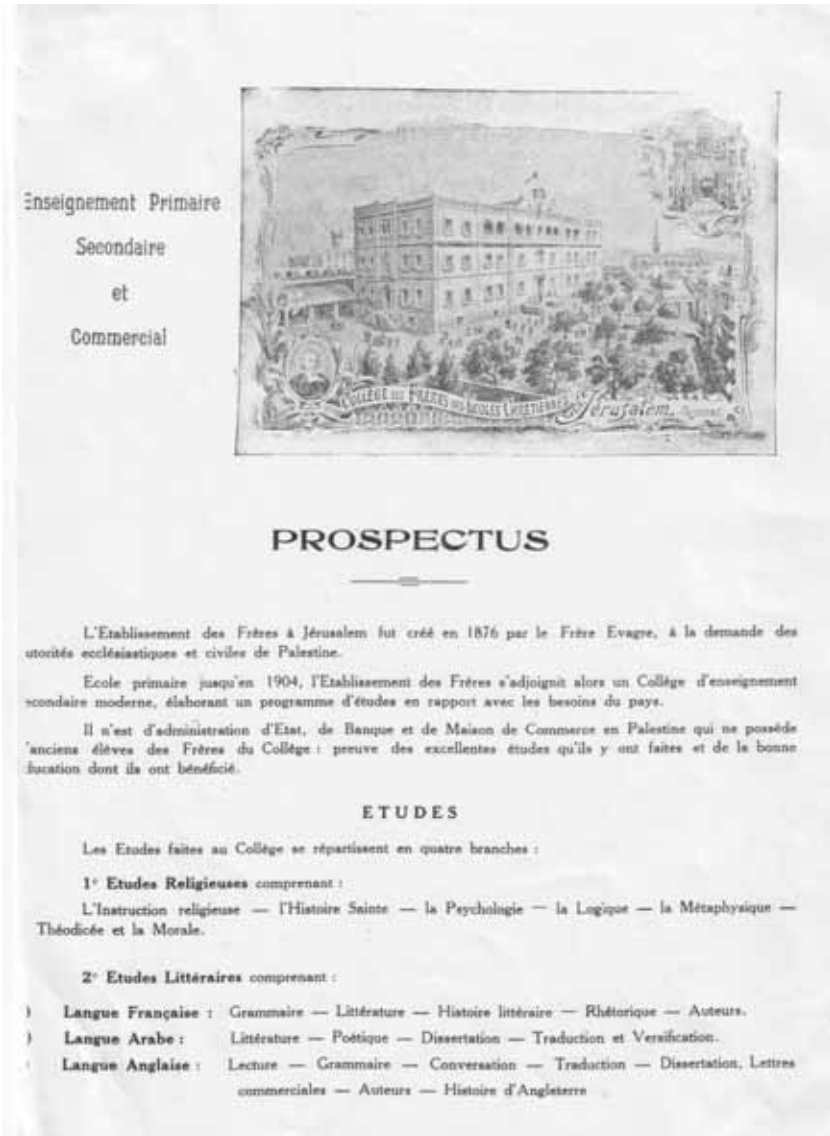 Enseignement Primaire
Secondaire
et
Commercial
COLLÈGE DES FRÈRES DES ECOLES CHRÉTIENNES Jérusalem,
PROSPECTUS
L'Etablissement des Frères à Jérusalem fut créé en 1876 par le Frère Evagre, à la demande des
utorités ecclésiastiques et civiles de Palestine.
Ecole primaire jusqu'en 1904, l'Etablissement des Frères s'adjoignit alors un Collège d'enseignement
econdaire moderne, élaborant un programme d'études en rapport avec les besoins du pays.
Il n'est d'administration d'Etat, de Banque et de Maison de Commerce en Palestine qui ne possède
'anciens élèves des Frères du Collège : preuve des excellentes études qu'ils y ont faites et de la bonne
ducation dont ils ont bénéficié.
ETUDES
Les Etudes faites au Collège se répartissent en quatre branches :
1° Etudes Religieuses comprenant :
L'Instruction religieuse — l'Histoire Sainte — la Psychologie — la Logique — la Métaphysique —
Théodicée et la Morale.
2° Etudes Littéraires comprenant :
) Langue Française : Grammaire — Littérature — Histoire littéraire — Rhétorique — Auteurs.
) Langue Arabe : Littérature — Poétique — Dissertation — Traduction et Versification.
Langue Anglaise : Lecture — Grammaire — Conversation — Traduction — Dissertation, Lettres
commerciales — Auteurs — Histoire d'Angleterre